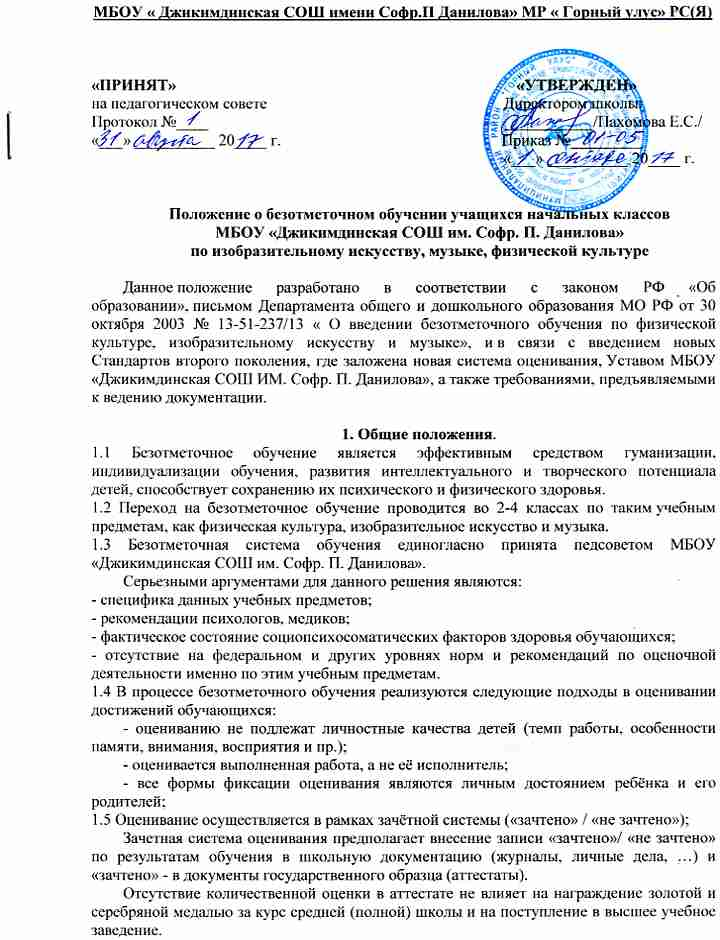 МБОУ « Джикимдинская СОШ имени Софр.П Данилова» МР « Горный улус» РС(Я)
«ПРИНЯТ»
на педагогическом совете
Протокол № 1
«31» августа 2017 г.
«УТВЕРЖДЕН»
Директором школы
/Пахомова Е.С./
Приказ № 01-05
« » 2017 г.
Положение о безотметочном обучении учащихся начальных классов
МБОУ «Джикимдинская СОШ им. Софр. П. Данилова»
по изобразительному искусству, музыке, физической культуре
Данное положение разработано в соответствии с законом РФ «Об
образовании», письмом Департамента общего и дошкольного образования МО РФ от 30
октября 2003 № 13-51-237/13 « О введении безотметочного обучения по физической
культуре, изобразительному искусству и музыке», и в связи с введением новых
Стандартов второго поколения, где заложена новая система оценивания, Уставом МБОУ
«Джикимдинская СОШ ИМ. Софр. П. Данилова», а также требованиями, предъявляемыми
к ведению документации.
1. Общие положения.
1.1 Безотметочное обучение является эффективным средством гуманизации,
индивидуализации обучения, развития интеллектуального и творческого потенциала
детей, способствует сохранению их психического и физического здоровья.
1.2 Переход на безотметочное обучение проводится во 2-4 классах по таким учебным
предметам, как физическая культура, изобразительное искусство и музыка.
1.3 Безотметочная система обучения единогласно принята педсоветом МБОУ
«Джикимдинская СОШ им. Софр. П. Данилова».
Серьезными аргументами для данного решения являются:
- специфика данных учебных предметов;
- рекомендации психологов, медиков;
- фактическое состояние социопсихосоматических факторов здоровья обучающихся;
- отсутствие на федеральном и других уровнях норм и рекомендаций по оценочной
деятельности именно по этим учебным предметам.
1.4 В процессе безотметочного обучения реализуются следующие подходы в оценивании
достижений обучающихся:
- оцениванию не подлежат личностные качества детей (темп работы, особенности
памяти, внимания, восприятия и пр.);
- оценивается выполненная работа, а не её исполнитель;
- все формы фиксации оценивания являются личным достоянием ребёнка и его
родителей;
1.5 Оценивание осуществляется в рамках зачётной системы («зачтено» / «не зачтено»);
Зачетная система оценивания предполагает внесение записи «зачтено»/ «не зачтено»
по результатам обучения в школьную документацию (журналы, личные дела, ...) и
«зачтено» - в документы государственного образца (аттестаты).
Отсутствие количественной оценки в аттестате не влияет на награждение золотой и
серебряной медалью за курс средней (полной) школы и на поступление в высшее учебное
заведение.